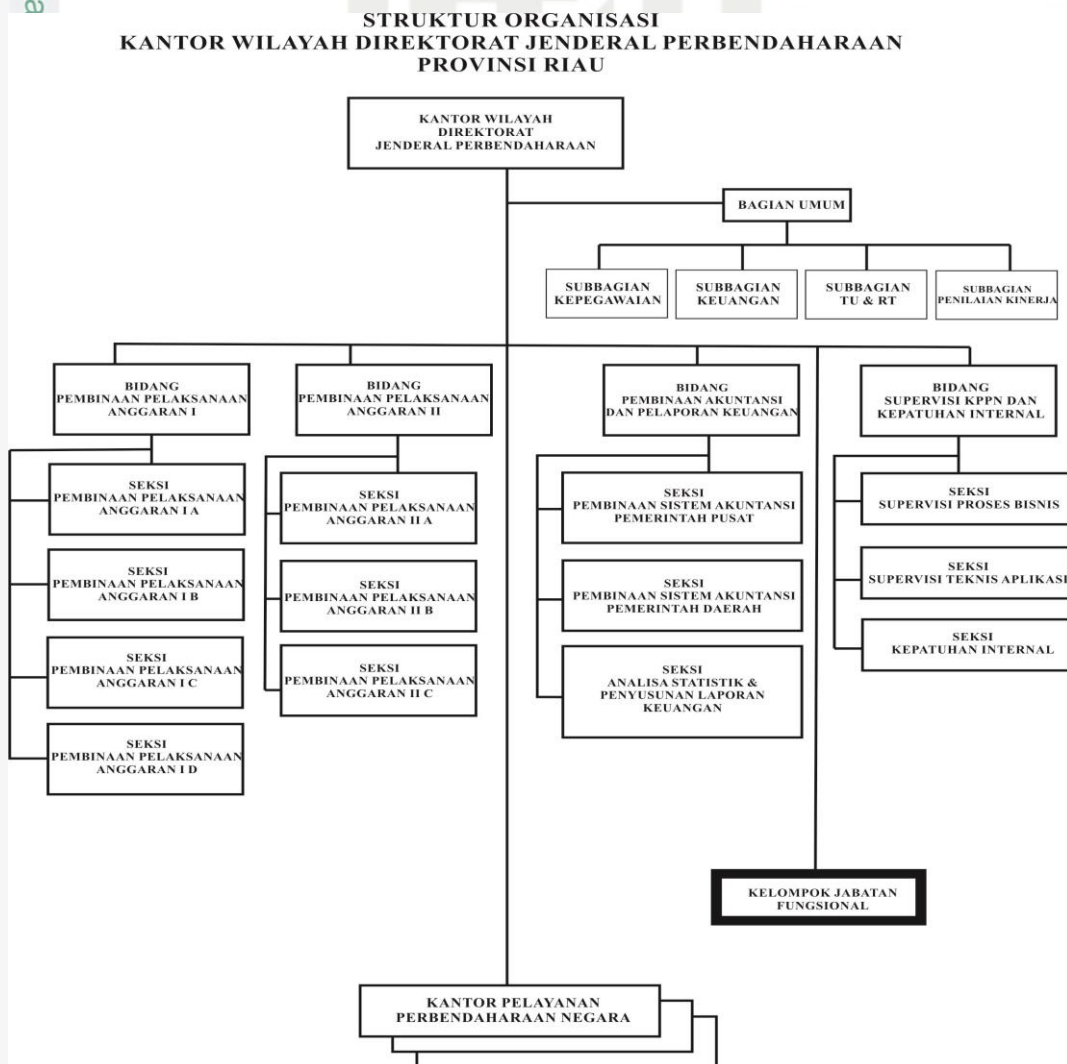 a
STRUKTUR ORGANISASI
KANTOR WILAYAH DIREKTORAT JENDERAL PERBENDAHARAAN
PROVINSI RIAU
KANTOR WILAYAH
DIREKTORAT
JENDERAL PERBENDAHARAAN
BAGIAN UMUM
SUBBAGIAN
KEPEGAWAIAN
SUBBAGIAN
KEUANGAN
SUBBAGIAN
TU & RT
SUBBAGIAN
PENILAIAN KINERJA
BIDANG
PEMBINAAN PELAKSANAAN
ANGGARAN I
BIDANG
PEMBINAAN PELAKSANAAN
ANGGARAN II
BIDANG
PEMBINAAN AKUNTANSI
DAN PELAPORAN KEUANGAN
BIDANG
SUPERVISI KPPN DAN
KEPATUHAN INTERNAL
SEKSI
PEMBINAAN PELAKSANAAN
ANGGARAN I A
SEKSI
PEMBINAAN PELAKSANAAN
ANGGARAN I B
SEKSI
PEMBINAAN PELAKSANAAN
ANGGARAN I C
SEKSI
PEMBINAAN PELAKSANAAN
ANGGARAN I D
SEKSI
PEMBINAAN PELAKSANAAN
ANGGARAN II A
SEKSI
PEMBINAAN PELAKSANAAN
ANGGARAN II B
SEKSI
PEMBINAAN PELAKSANAAN
ANGGARAN II C
SEKSI
PEMBINAAN SISTEM AKUNTANSI
PEMERINTAH PUSAT
SEKSI
PEMBINAAN SISTEM AKUNTANSI
PEMERINTAH DAERAH
SEKSI
ANALISA STATISTIK &
PENYUSUNAN LAPORAN
KEUANGAN
SEKSI
SUPERVISI PROSES BISNIS
SEKSI
SUPERVISI TEKNIS APLIKASI
SEKSI
KEPATUHAN INTERNAL
KELOMPOK JABATAN
FUNGSIONAL
KANTOR PELAYANAN
PERBENDAHARAAN NEGARA